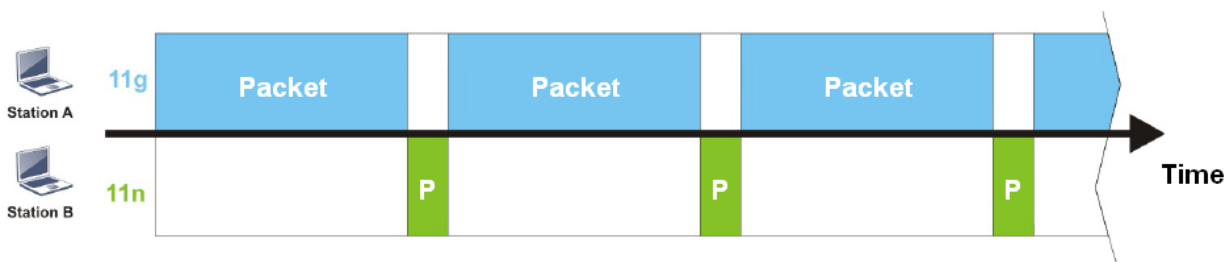 Station A
11g
Packet
Packet
Packet
Time
Station B
11n
P
P
P